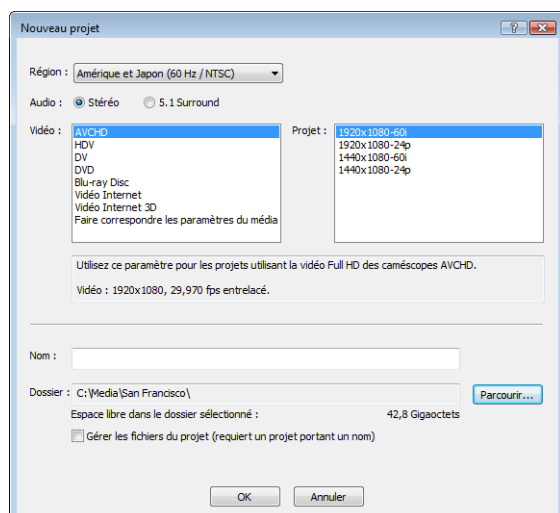 Nouveau projet
Région : Amérique et Japon (60 Hz / NTSC)
Audio : Stéréo 5.1 Surround
Vidéo : AVCHD
HDV
DV
DVD
Blu-ray Disc
Vidéo Internet
Vidéo Internet 3D
Faire correspondre les paramètres du média
Projet : 1920x1080-60i
1920x1080-24p
1440x1080-60i
1440x1080-24p
Utilisez ce paramètre pour les projets utilisant la vidéo Full HD des caméscopes AVCHD.
Vidéo : 1920x1080, 29,970 fps entrelacé.
Nom :
Dossier : C:\Media\San Francisco\ Parcourir...
Espace libre dans le dossier sélectionné : 42,8 Gigaoctets
Gérer les fichiers du projet (requiert un projet portant un nom)
OK Annuler